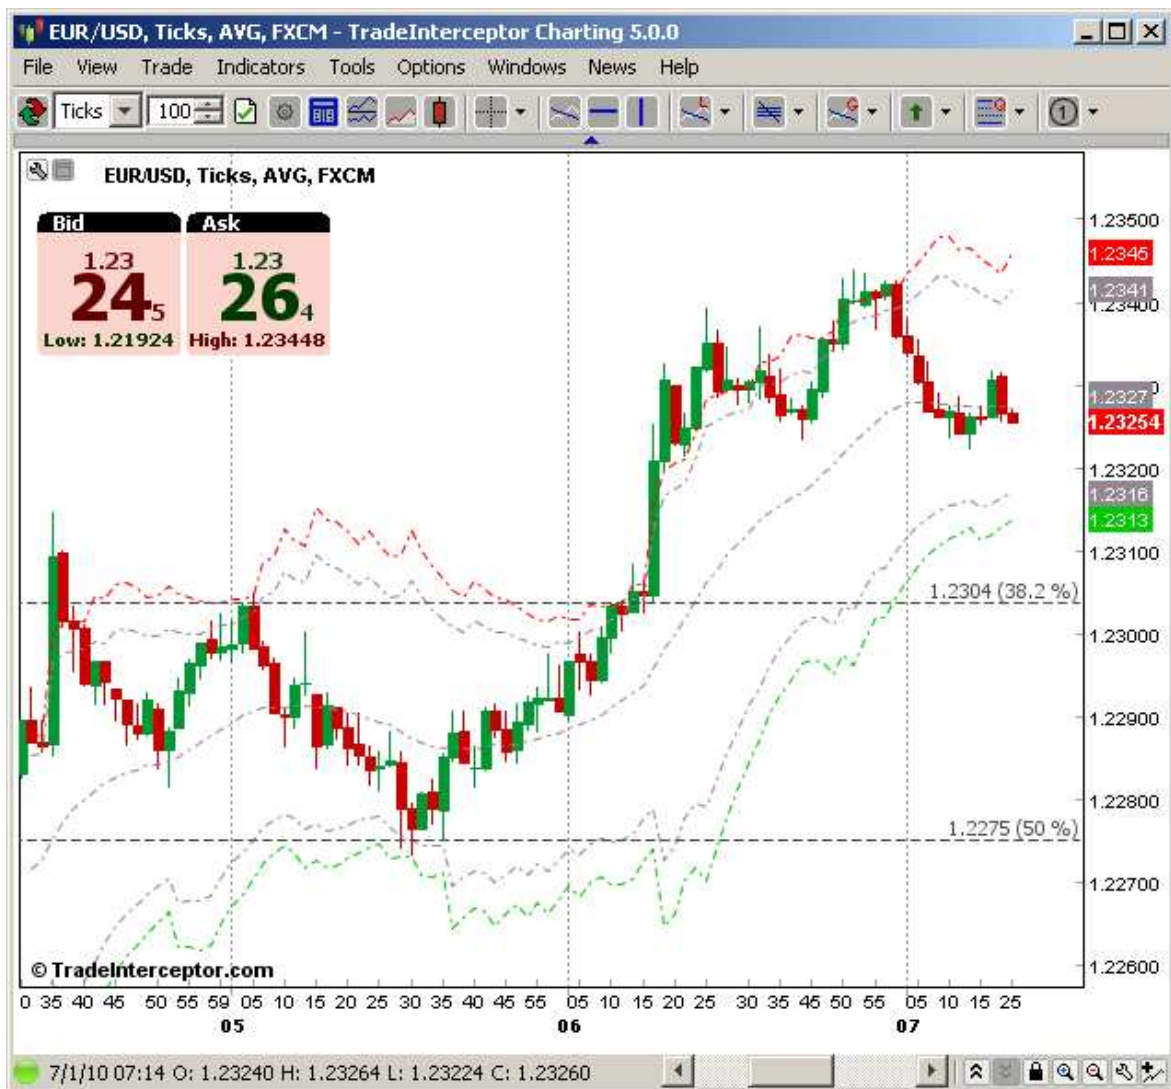 EUR/USD, Ticks, AVG, FXCM - TradeInterceptor Charting 5.0.0
File View Trade Indicators Tools Options Windows News Help
Ticks 100 L G Q 1
EUR/USD, Ticks, AVG, FXCM
Bid Ask
1.23 1.23
24 5 26 4
Low: 1.21924 High: 1.23448
1.23500
1.2345
1.2341
1.23400
1.2327
1.23254
1.23200
1.2316
1.2313
1.23100
1.2304 (38.2 %)
1.23000
1.22900
1.22800
1.2275 (50 %)
1.22700
1.22600
© TradeInterceptor.com
0 35 40 45 50 55 59 05 10 15 20 25 30 35 40 45 50 55 05 10 15 20 30 35 40 45 50 55 05 10 15 25
05 06 07
7/1/10 07:14 O: 1.23240 H: 1.23264 L: 1.23224 C: 1.23260